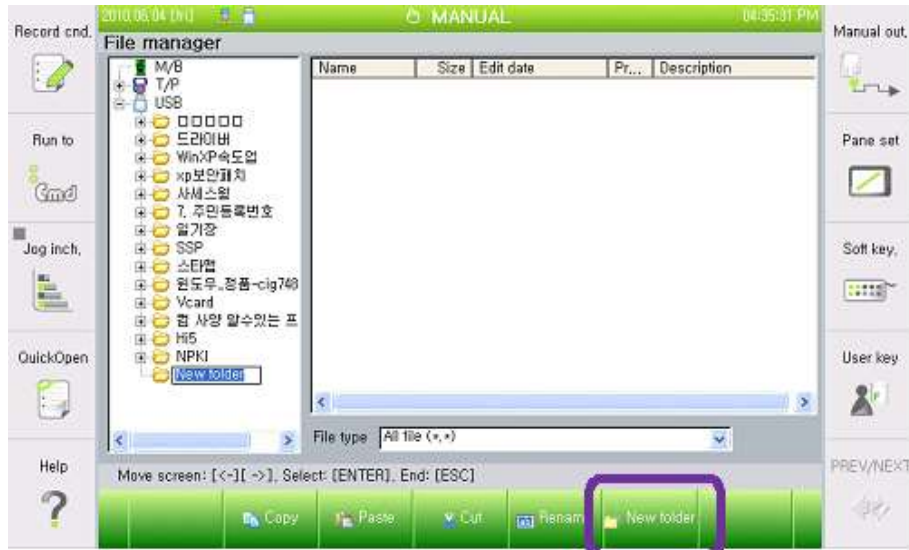 2010.06.04 [fri]
MANUAL
04:35:31 PM
Record cnd.
Run to
Cmd
Jog inch.
QuickOpen
Help
File manager
M/B
T/P
USB
□□□□□
드라이버
WinXP속도업
xp보안패치
사세스월
7. 주민등록번호
일기장
SSP
스타맵
윈도우_정품-cig748
Vcard
컴 사양 알수있는 프
Hi5
NPKI
New folder
Name Size Edit date Pr... Description
File type All file (*.*)
Move screen: [<-][ ->], Select: [ENTER], End: [ESC]
Copy Paste Cut Renam New folder
Manual out.
Pane set
Soft key.
User key
PREV/NEXT